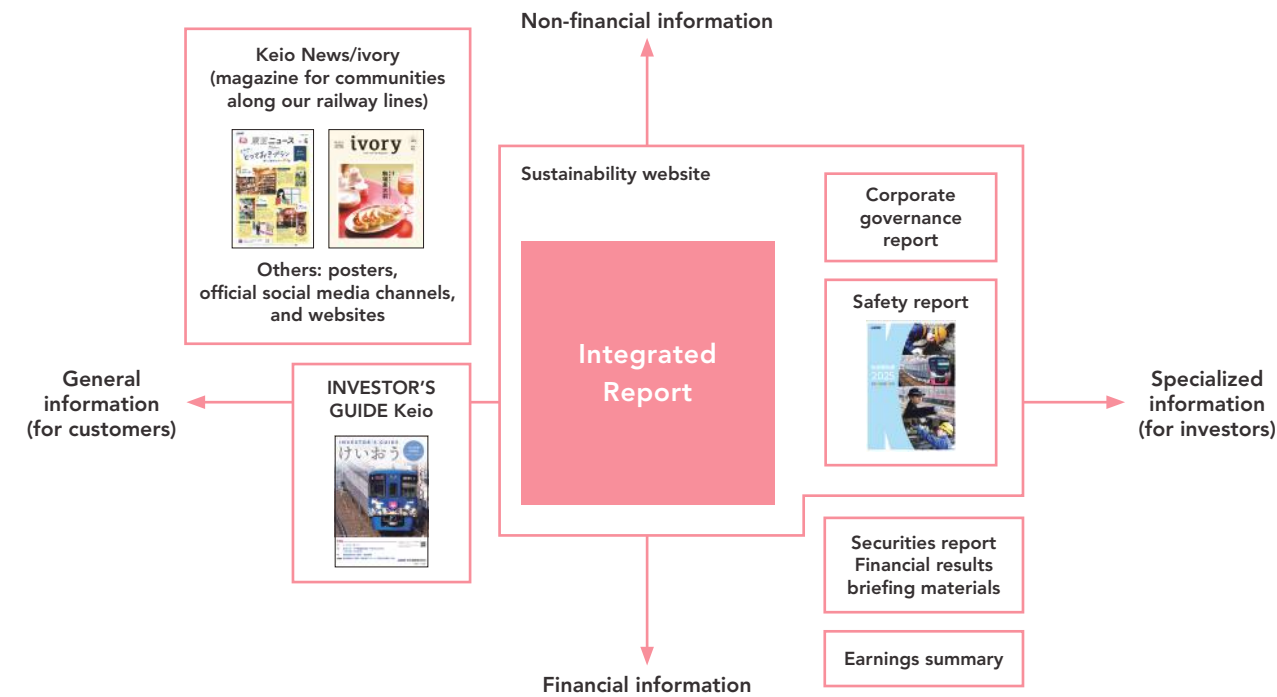 Non-financial information
Keio News/ivory
(magazine for communities
along our railway lines)
ivory
Others: posters,
official social media channels,
and websites
Sustainability website
Corporate
governance
report
Safety report
2025
Integrated
Report
General
information
(for customers)
INVESTOR'S
GUIDE Keio
INVESTOR'S GUIDE
けいおう
Specialized
information
(for investors)
Securities report
Financial results
briefing materials
Earnings summary
Financial information